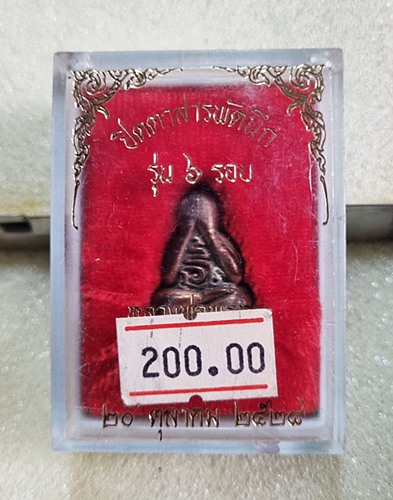 ปิดตาสารพัดนึก
รุ่น ๖ รอบ
200.00
๒๐ ตุลาคม ๒๕๒๘